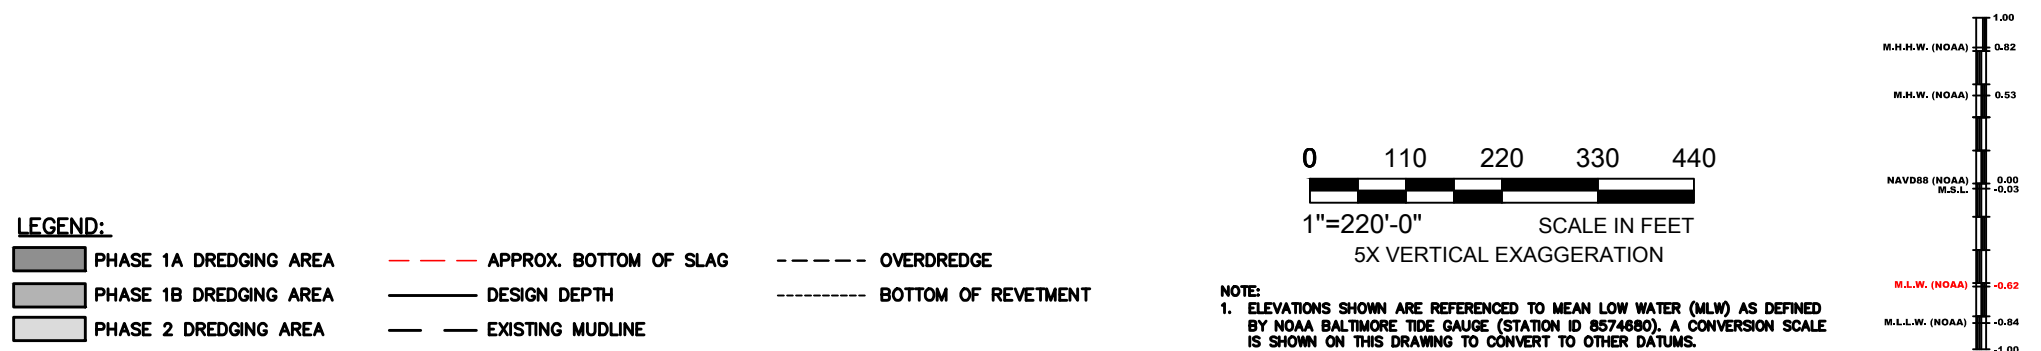 LEGEND:
PHASE 1A DREDGING AREA
PHASE 1B DREDGING AREA
PHASE 2 DREDGING AREA
APPROX. BOTTOM OF SLAG
DESIGN DEPTH
EXISTING MUDLINE
OVERDREDGE
BOTTOM OF REVETMENT
0 110 220 330 440
1"=220'-0" SCALE IN FEET
5X VERTICAL EXAGGERATION
NOTE:
1. ELEVATIONS SHOWN ARE REFERENCED TO MEAN LOW WATER (MLW) AS DEFINED
BY NOAA BALTIMORE TIDE GAUGE (STATION ID 8574680). A CONVERSION SCALE
IS SHOWN ON THIS DRAWING TO CONVERT TO OTHER DATUMS.
1.00
M.H.H.W. (NOAA) 0.82
M.H.W. (NOAA) 0.53
NAVD88 (NOAA) 0.00
M.S.L. -0.03
M.L.W. (NOAA) -0.62
M.L.L.W. (NOAA) -0.84
-1.00